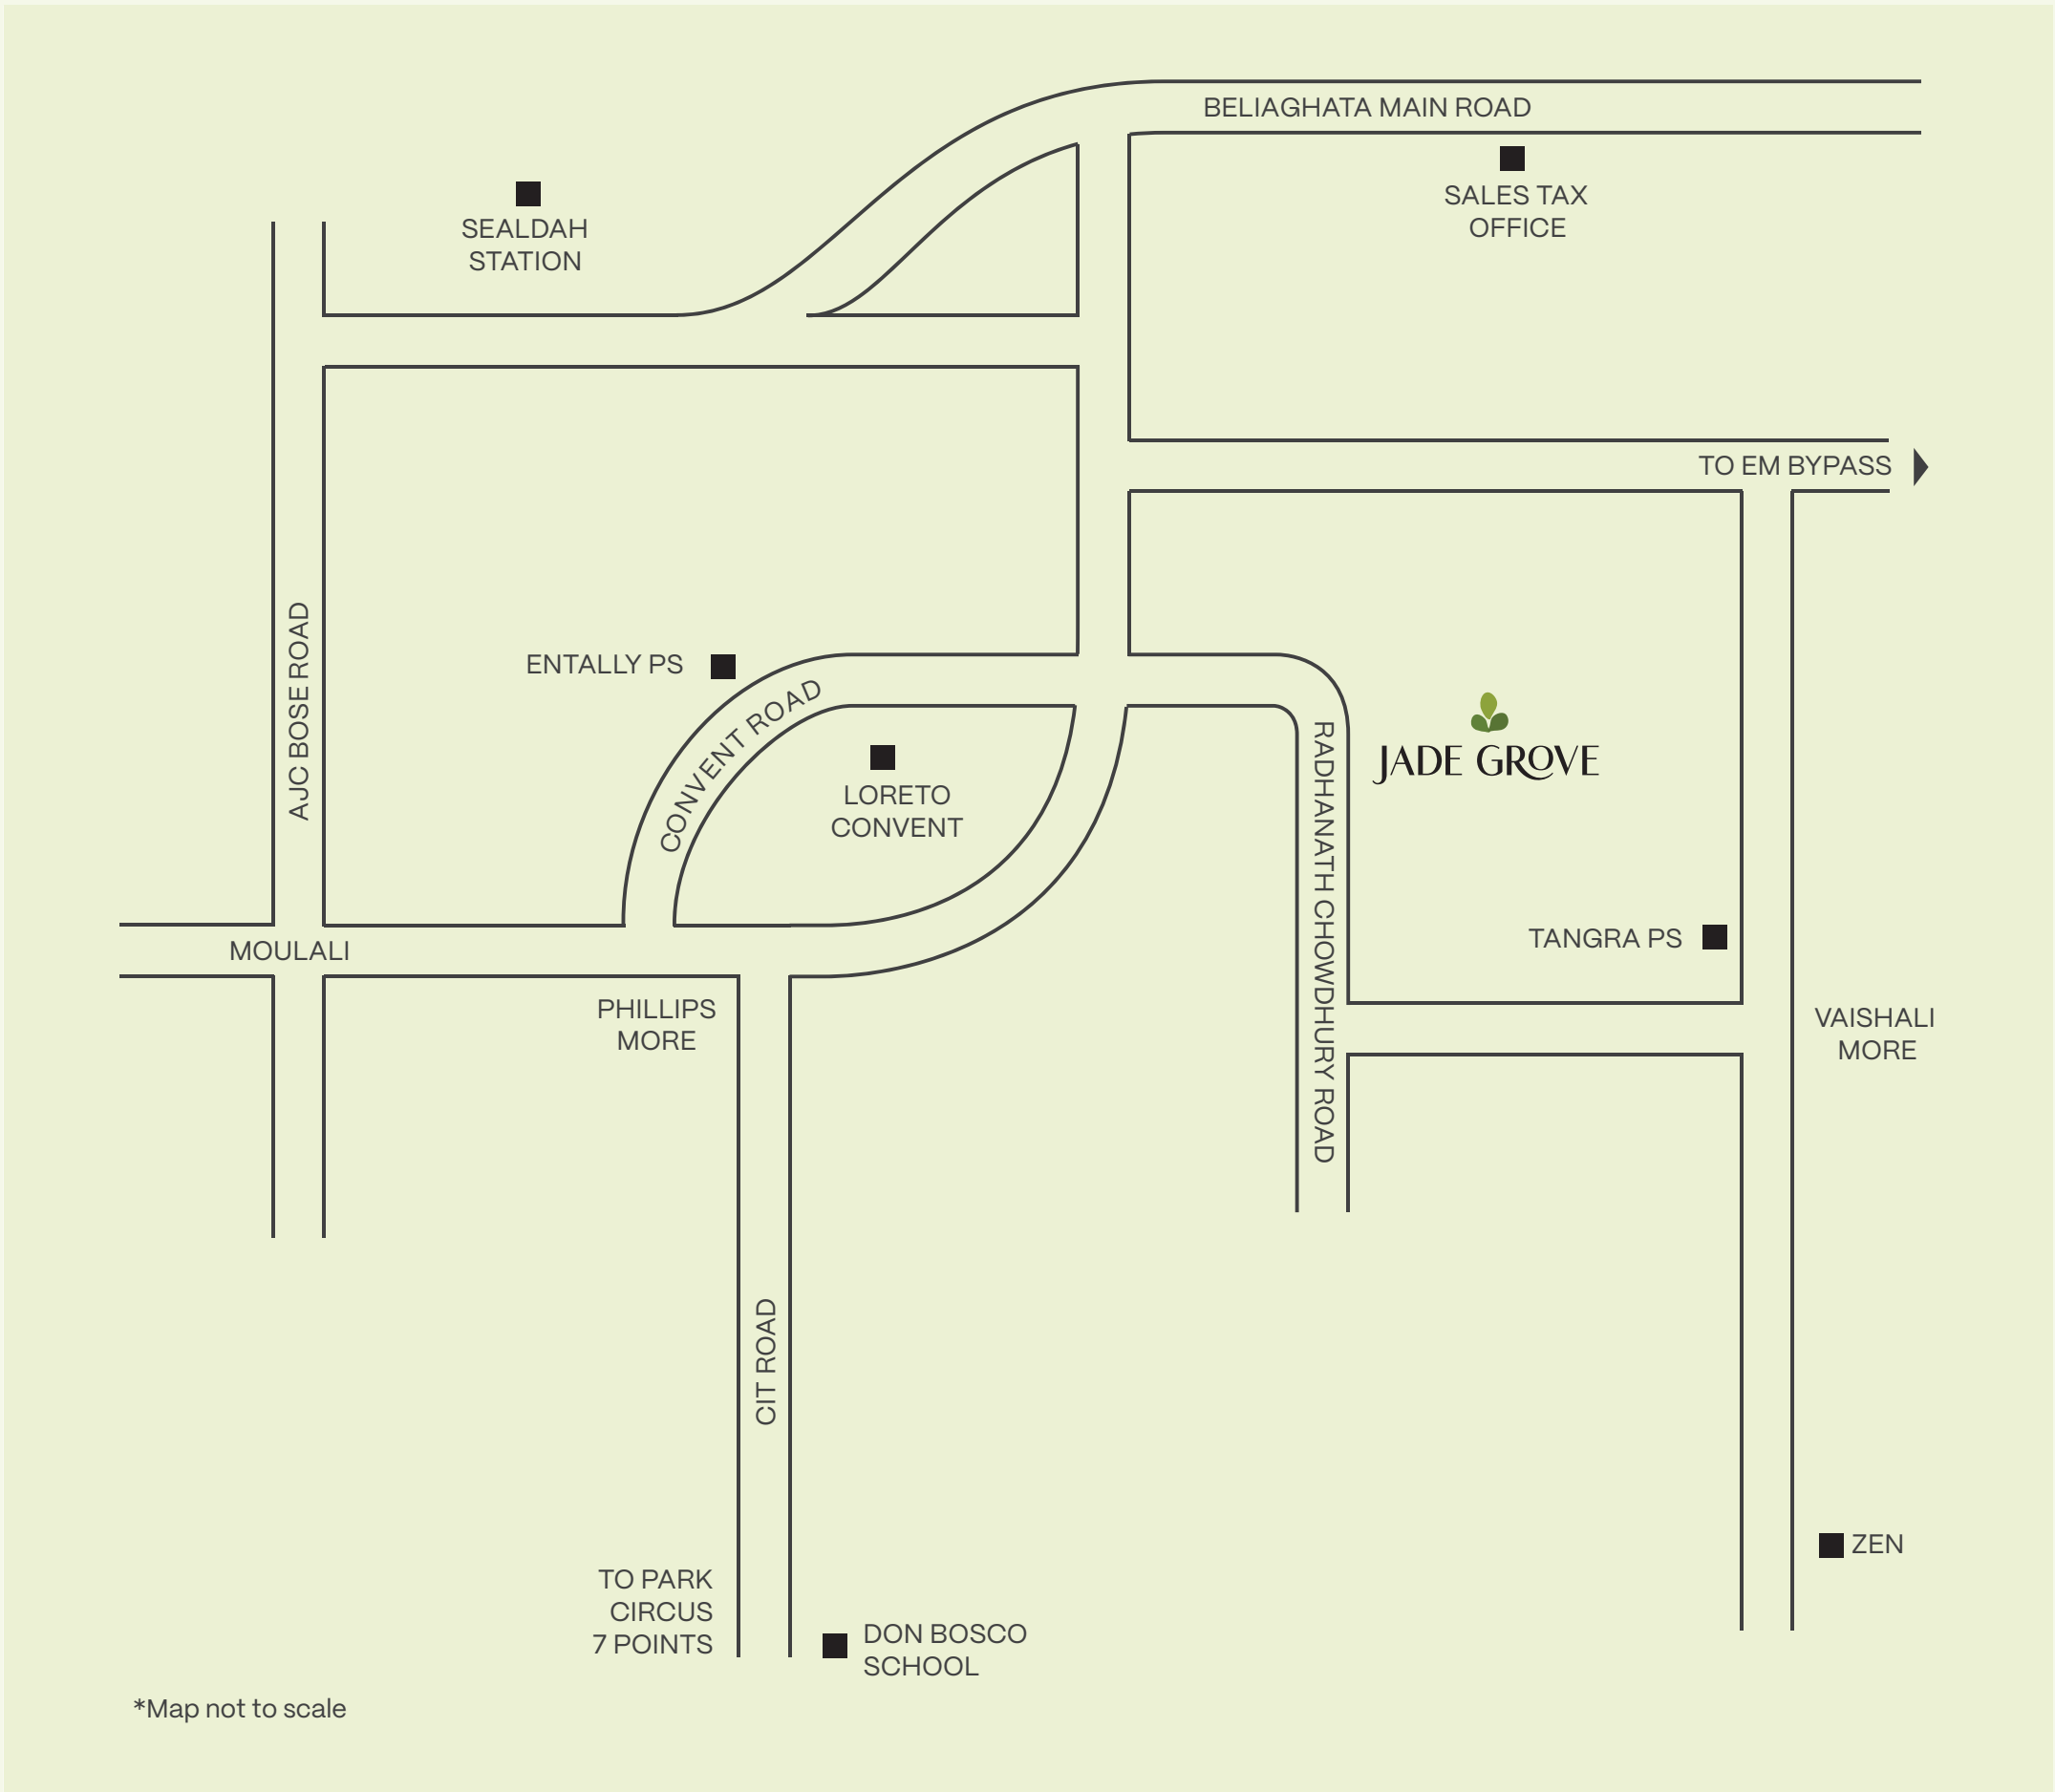 BELIAGHATA MAIN ROAD
SALES TAX
OFFICE
SEALDAH
STATION
TO EM BYPASS
AJC BOSE ROAD
ENTALLY PS
CONVENT ROAD
LORETO
CONVENT
RADHANATH CHOWDHURY ROAD
JADE GROVE
TANGRA PS
MOULALI
PHILLIPS
MORE
VAISHALI
MORE
CIT ROAD
ZEN
TO PARK
CIRCUS
7 POINTS
DON BOSCO
SCHOOL
*Map not to scale